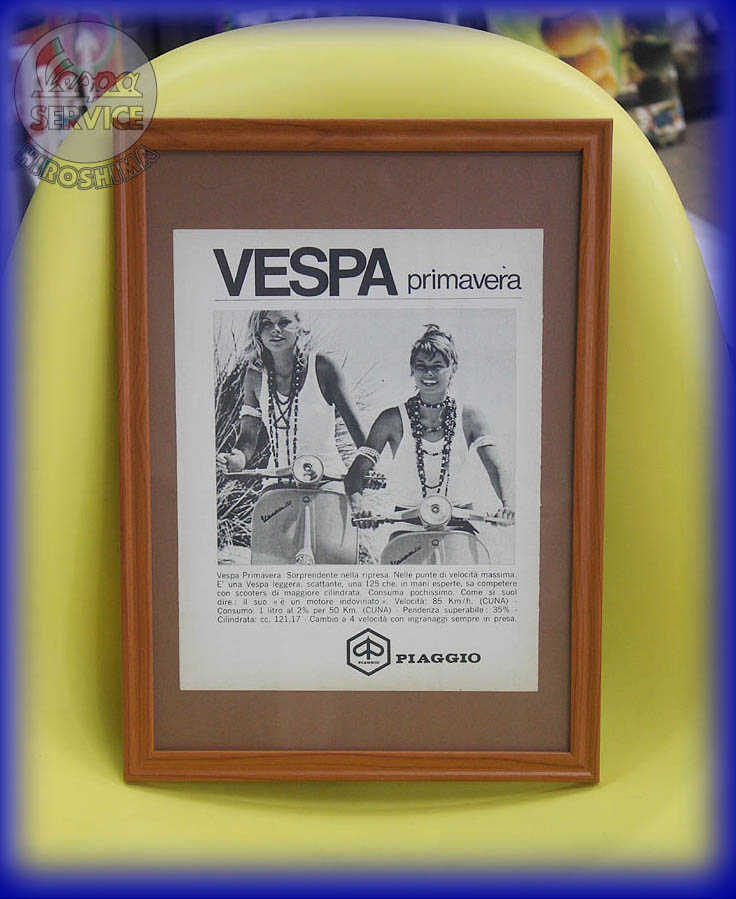 Vespa
SERVICE
HIROSHIMA
VESPA primavera
Vespa Primavera. Sorprendente nella ripresa. Nelle punte di velocità massima.
E' una Vespa leggera, scattante, una 125 che, in mani esperte, sa competere
con scooters di maggiore cilindrata. Consuma pochissimo. Come si suol
dire: il suo «è un motore indovinato». Velocità: 85 Km/h. (CUNA) -
Consumo: 1 litro al 2% per 50 Km. (CUNA) - Pendenza superabile: 35% -
Cilindrata: cc. 121,17 - Cambio a 4 velocità con ingranaggi sempre in presa.
PIAGGIO
PIAGGIO